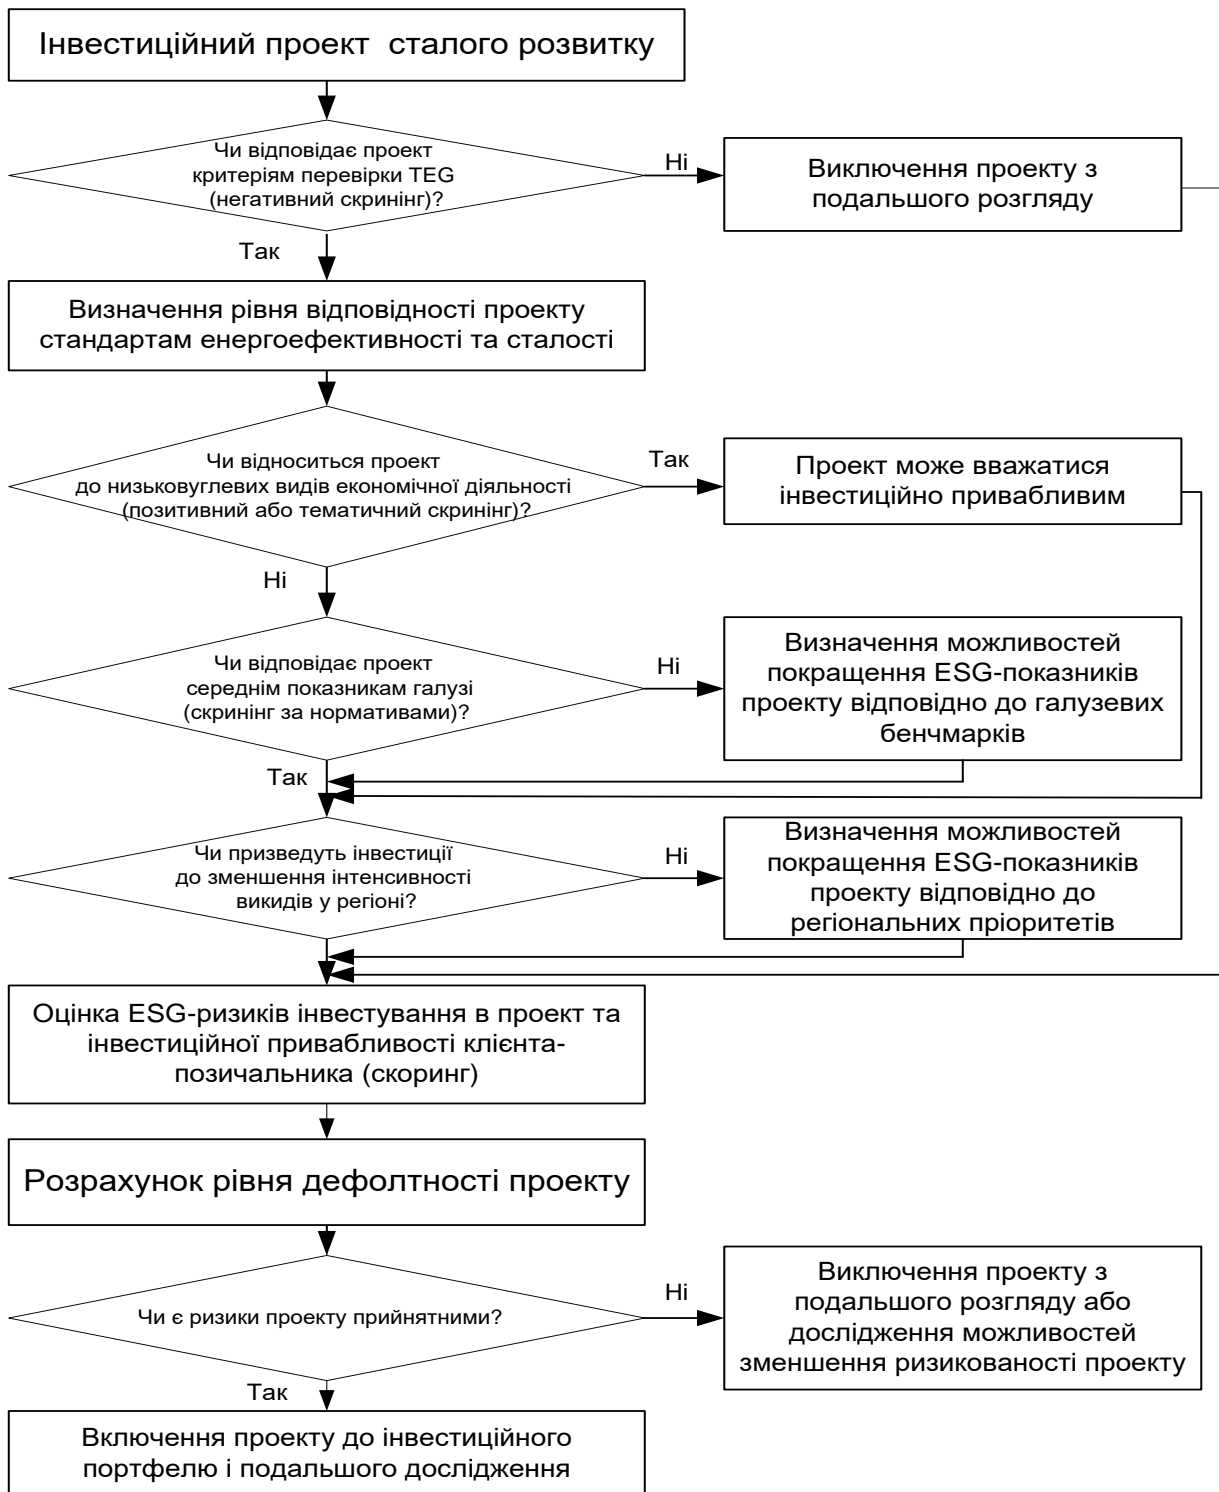 Інвестиційний проект  сталого розвитку
Чи відповідає проект
критеріям перевірки TEG
(негативний скринінг)?
Ні
Виключення проекту з
подальшого розгляду
Так
Визначення рівня відповідності проекту
стандартам енергоефективності та сталості
Чи відноситься проект
до низьковуглевих видів економічної діяльності
(позитивний або тематичний скринінг)?
Так
Проект може вважатися
інвестиційно привабливим
Ні
Чи відповідає проект
середнім показникам галузі
(скринінг за нормативами)?
Ні
Визначення можливостей
покращення ESG-показників
проекту відповідно до галузевих
бенчмарків
Так
Чи призведуть інвестиції
до зменшення інтенсивності
викидів у регіоні?
Ні
Визначення можливостей
покращення ESG-показників
проекту відповідно до
регіональних пріоритетів
Оцінка ESG-ризиків інвестування в проект та
інвестиційної привабливості клієнта-
позичальника (скоринг)
Розрахунок рівня дефолтності проекту
Чи є ризики проекту прийнятними?
Ні
Виключення проекту з
подальшого розгляду або
дослідження можливостей
зменшення ризикованості проекту
Так
Включення проекту до інвестиційного
портфелю і подальшого дослідження